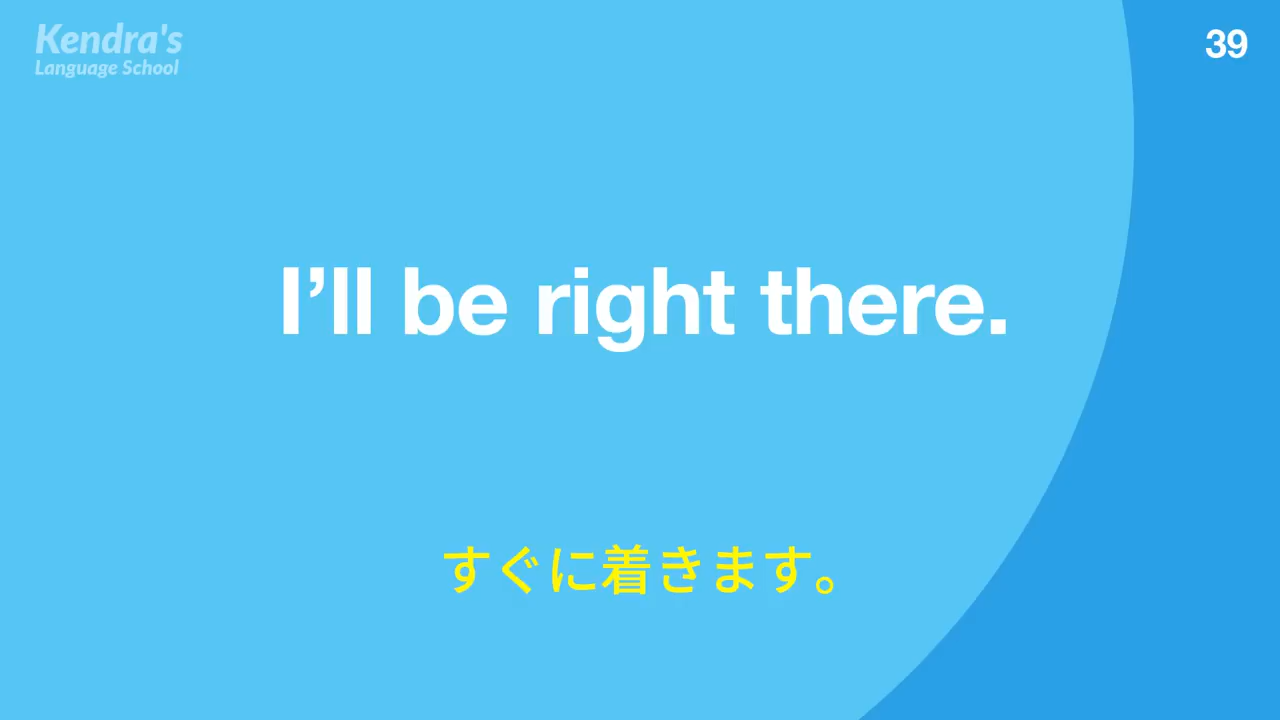 Kendra's
Language School
39
I’ll be right there.
すぐに着きます。